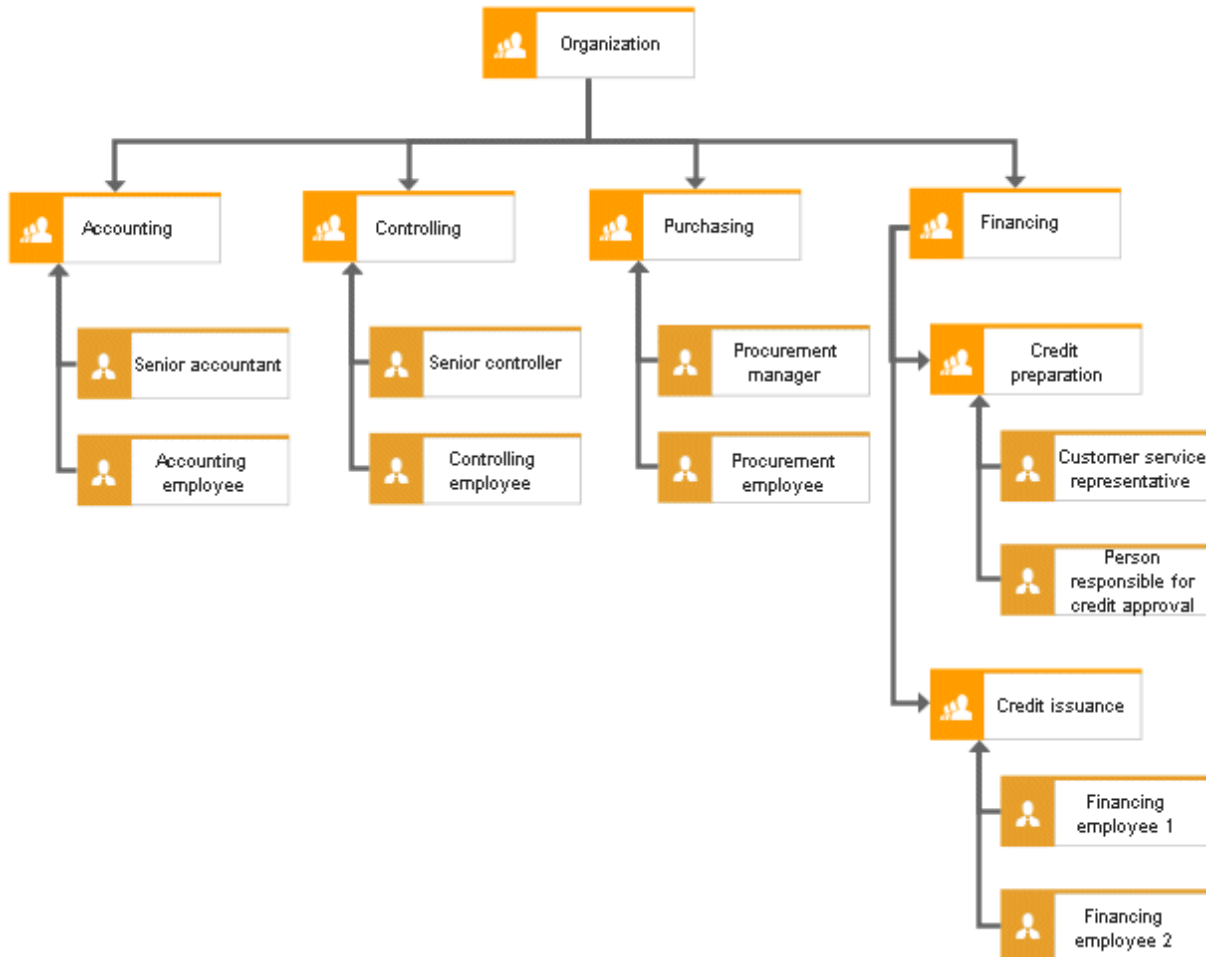 Organization
Accounting
Controlling
Purchasing
Financing
Senior accountant
Senior controller
Procurement
manager
Credit
preparation
Accounting
employee
Controlling
employee
Procurement
employee
Customer service
representative
Person
responsible for
credit approval
Credit issuance
Financing
employee 1
Financing
employee 2